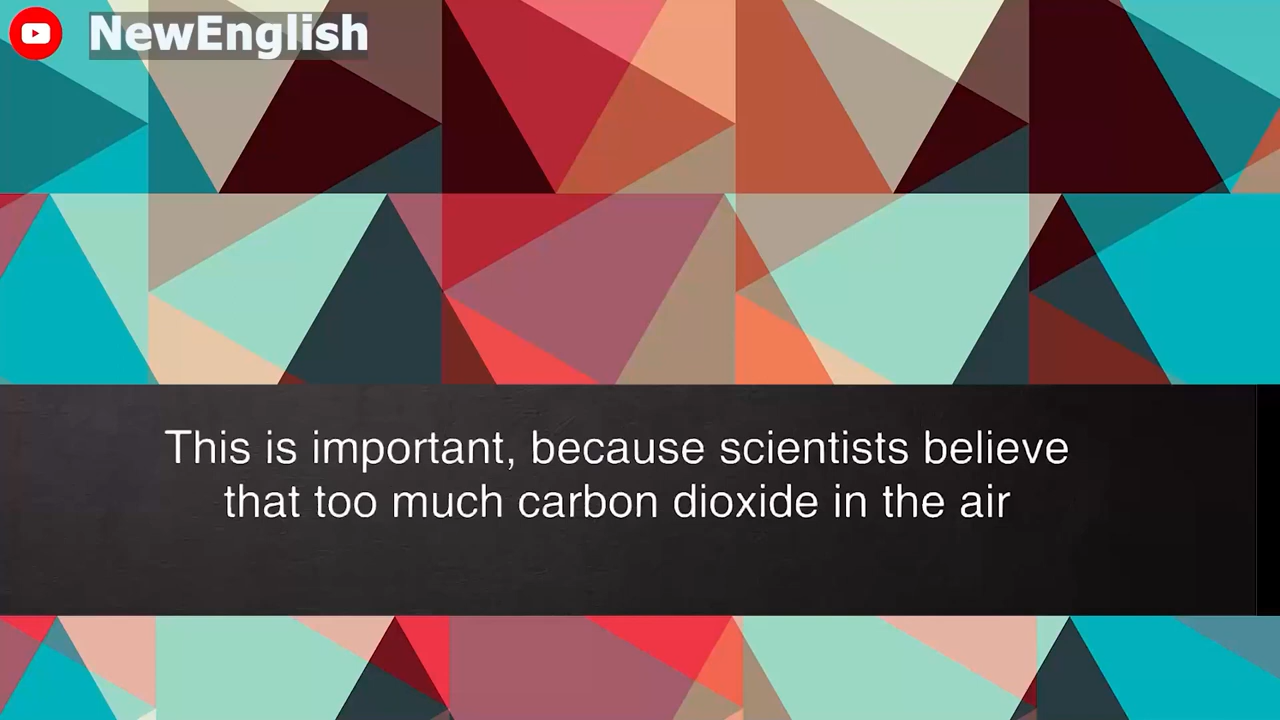 NewEnglish
This is important, because scientists believe
that too much carbon dioxide in the air